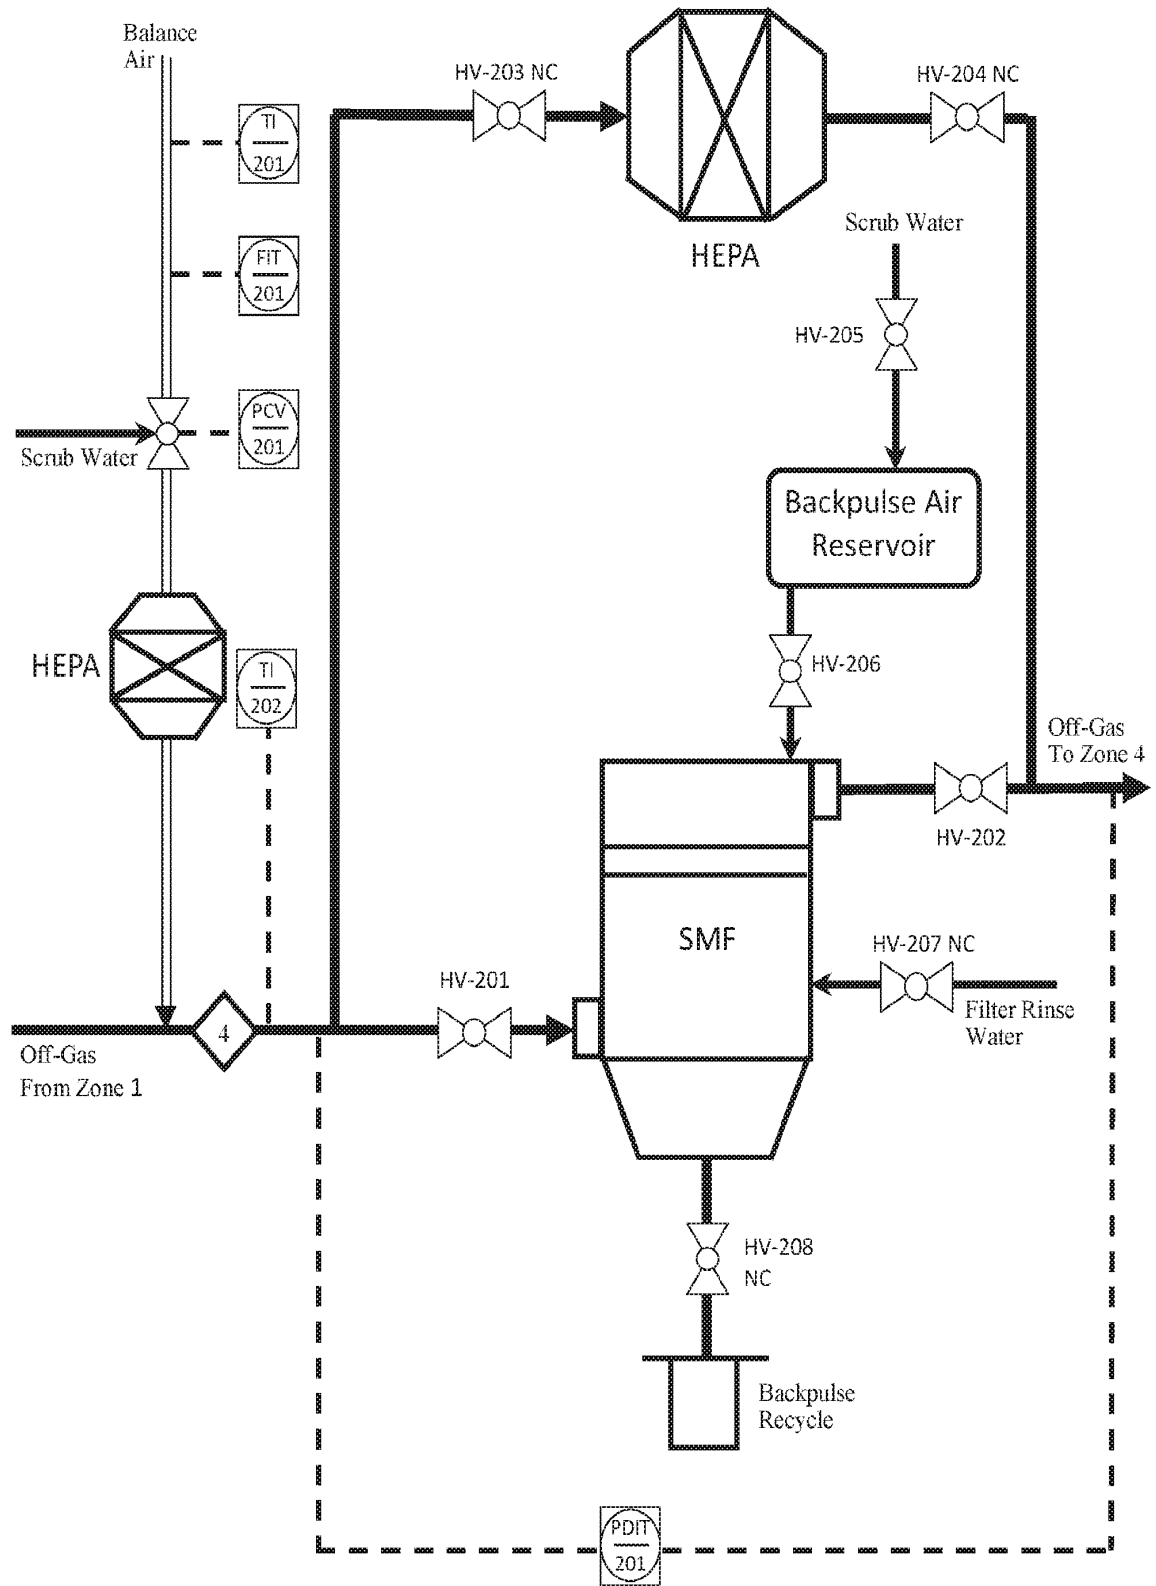 Balance
Air
HV-203 NC
HV-204 NC
TI
201
Scrub Water
HEPA
FIT
201
HV-205
PCV
201
Scrub Water
Backpulse Air
Reservoir
HEPA
TI
202
HV-206
Off-Gas
To Zone 4
HV-202
SMF
HV-207 NC
HV-201
Filter Rinse
Water
4
Off-Gas
From Zone 1
HV-208
NC
Backpulse
Recycle
PDIT
201